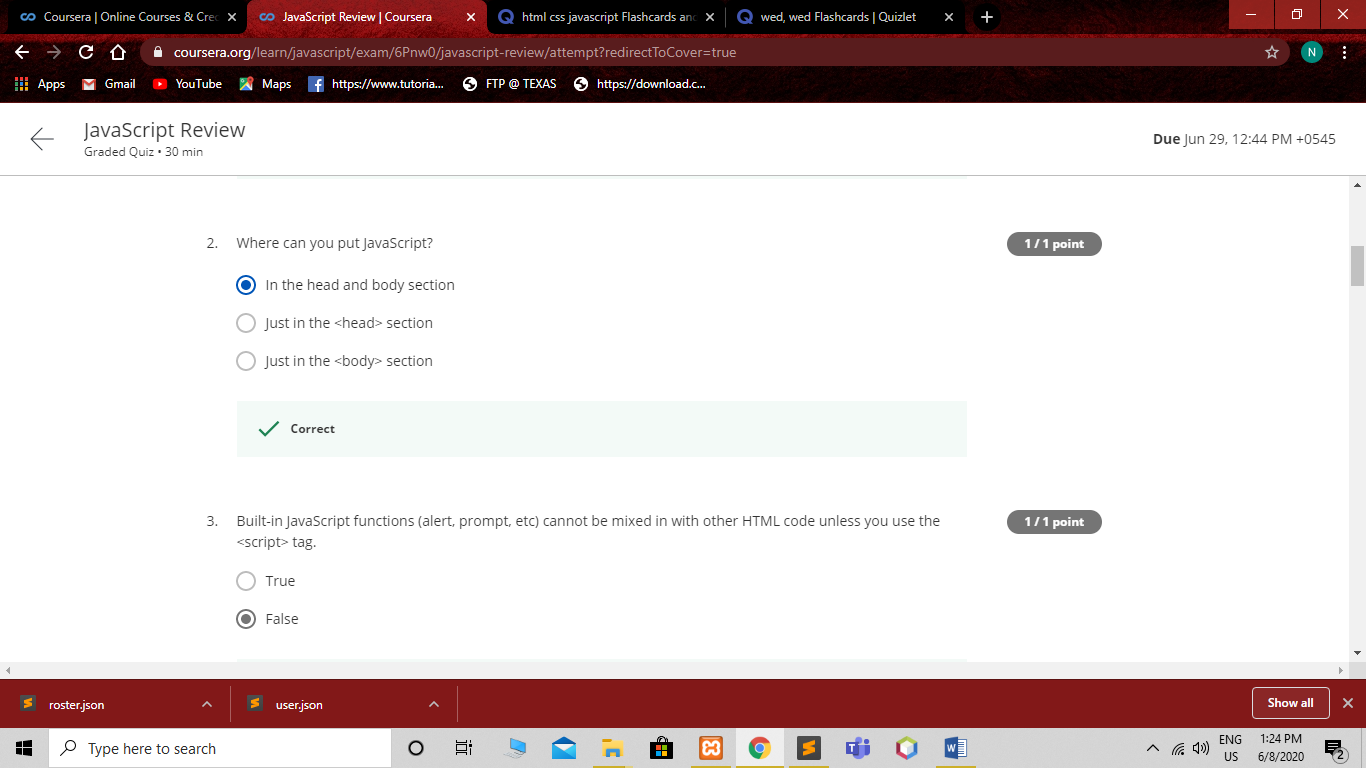 Coursera | Online Courses & Cre
JavaScript Review | Coursera
html css javascript Flashcards an
wed, wed Flashcards | Quizlet
coursera.org/learn/javascript/exam/6Pnw0/javascript-review/attempt?redirectToCover=true
N
Apps
Gmail
YouTube
Maps
https://www.tutoria...
FTP @ TEXAS
https://download.c...
JavaScript Review
Graded Quiz • 30 min
Due Jun 29, 12:44 PM +0545
2. Where can you put JavaScript?
1 / 1 point
In the head and body section
Just in the <head> section
Just in the <body> section
Correct
3. Built-in JavaScript functions (alert, prompt, etc) cannot be mixed in with other HTML code unless you use the
<script> tag.
1 / 1 point
True
False
roster.json
user.json
Show all
Type here to search
ENG
US
1:24 PM
6/8/2020
2